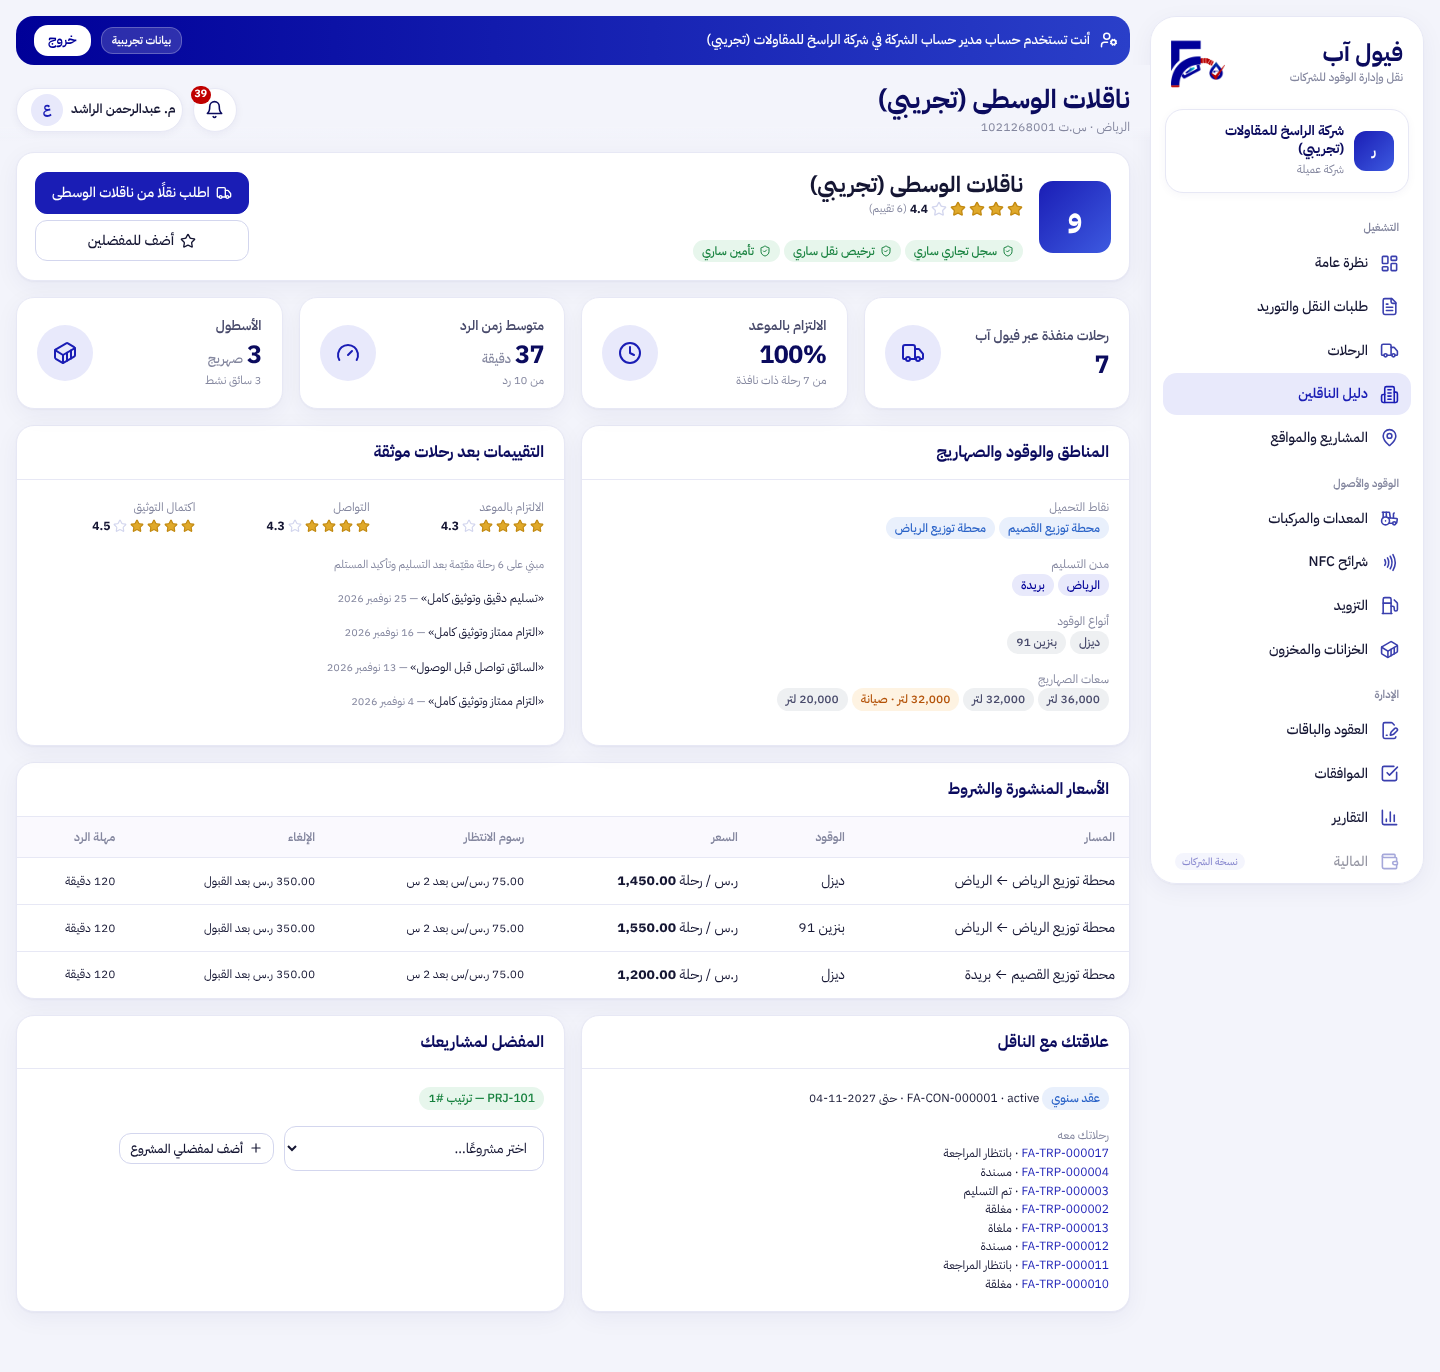 فيول آب
نقل وإدارة الوقود للشركات
ر
شركة الراسخ للمقاولات (تجريبي)
شركة عميلة
التشغيل
نظرة عامة
طلبات النقل والتوريد
الرحلات
دليل الناقلين
المشاريع والمواقع
الوقود والأصول
المعدات والمركبات
شرائح NFC
التزويد
الخزانات والمخزون
الإدارة
العقود والباقات
الموافقات
التقارير
المالية
نسخة الشركات
أنت تستخدم حساب مدير حساب الشركة في شركة الراسخ للمقاولات (تجريبي)
بيانات تجريبية
خروج
ناقلات الوسطى (تجريبي)
الرياض · س.ت 1021268001
39
م. عبدالرحمن الراشد
ع
و
ناقلات الوسطى (تجريبي)
4.4 (6 تقييم)
سجل تجاري ساري
ترخيص نقل ساري
تأمين ساري
اطلب نقلًا من ناقلات الوسطى
أضف للمفضلين
رحلات منفذة عبر فيول آب
7
الالتزام بالموعد
100%
من 7 رحلة ذات نافذة
متوسط زمن الرد
37 دقيقة
من 10 رد
الأسطول
3 صهريج
3 سائق نشط
المناطق والوقود والصهاريج
نقاط التحميل
محطة توزيع القصيم
محطة توزيع الرياض
مدن التسليم
الرياض
بريدة
أنواع الوقود
ديزل
بنزين 91
سعات الصهاريج
36,000 لتر
32,000 لتر
32,000 لتر · صيانة
20,000 لتر
التقييمات بعد رحلات موثقة
الالتزام بالموعد
4.3
التواصل
4.3
اكتمال التوثيق
4.5
مبني على 6 رحلة مقيّمة بعد التسليم وتأكيد المستلم
«تسليم دقيق وتوثيق كامل» — 25 نوفمبر 2026
«التزام ممتاز وتوثيق كامل» — 16 نوفمبر 2026
«السائق تواصل قبل الوصول» — 13 نوفمبر 2026
«التزام ممتاز وتوثيق كامل» — 4 نوفمبر 2026
الأسعار المنشورة والشروط
المسار الوقود السعر رسوم الانتظار الإلغاء مهلة الرد
محطة توزيع الرياض ← الرياض ديزل 1,450.00 ر.س / رحلة 75.00 ر.س/س بعد 2 س 350.00 ر.س بعد القبول 120 دقيقة
محطة توزيع الرياض ← الرياض بنزين 91 1,550.00 ر.س / رحلة 75.00 ر.س/س بعد 2 س 350.00 ر.س بعد القبول 120 دقيقة
محطة توزيع القصيم ← بريدة ديزل 1,200.00 ر.س / رحلة 75.00 ر.س/س بعد 2 س 350.00 ر.س بعد القبول 120 دقيقة
علاقتك مع الناقل
عقد سنوي FA-CON-000001 · active · حتى 2027-11-04
رحلاتك معه
FA-TRP-000017 · بانتظار المراجعة
FA-TRP-000004 · مسندة
FA-TRP-000003 · تم التسليم
FA-TRP-000002 · مغلقة
FA-TRP-000013 · ملغاة
FA-TRP-000012 · مسندة
FA-TRP-000011 · بانتظار المراجعة
FA-TRP-000010 · مغلقة
المفضل لمشاريعك
PRJ-101 — ترتيب #1
اختر مشروعًا...
أضف لمفضلي المشروع